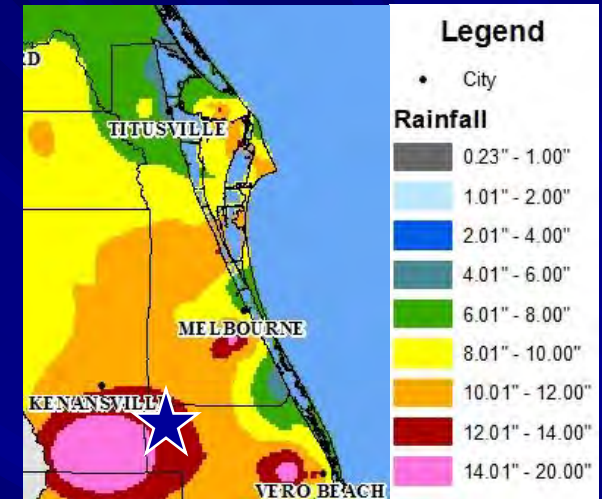 RD
TITUSVILLE
MELBOURNE
KENANSVILLE
VERO BEACH
Legend
City
Rainfall
0.23" - 1.00"
1.01" - 2.00"
2.01" - 4.00"
4.01" - 6.00"
6.01" - 8.00"
8.01" - 10.00"
10.01" - 12.00"
12.01" - 14.00"
14.01" - 20.00"